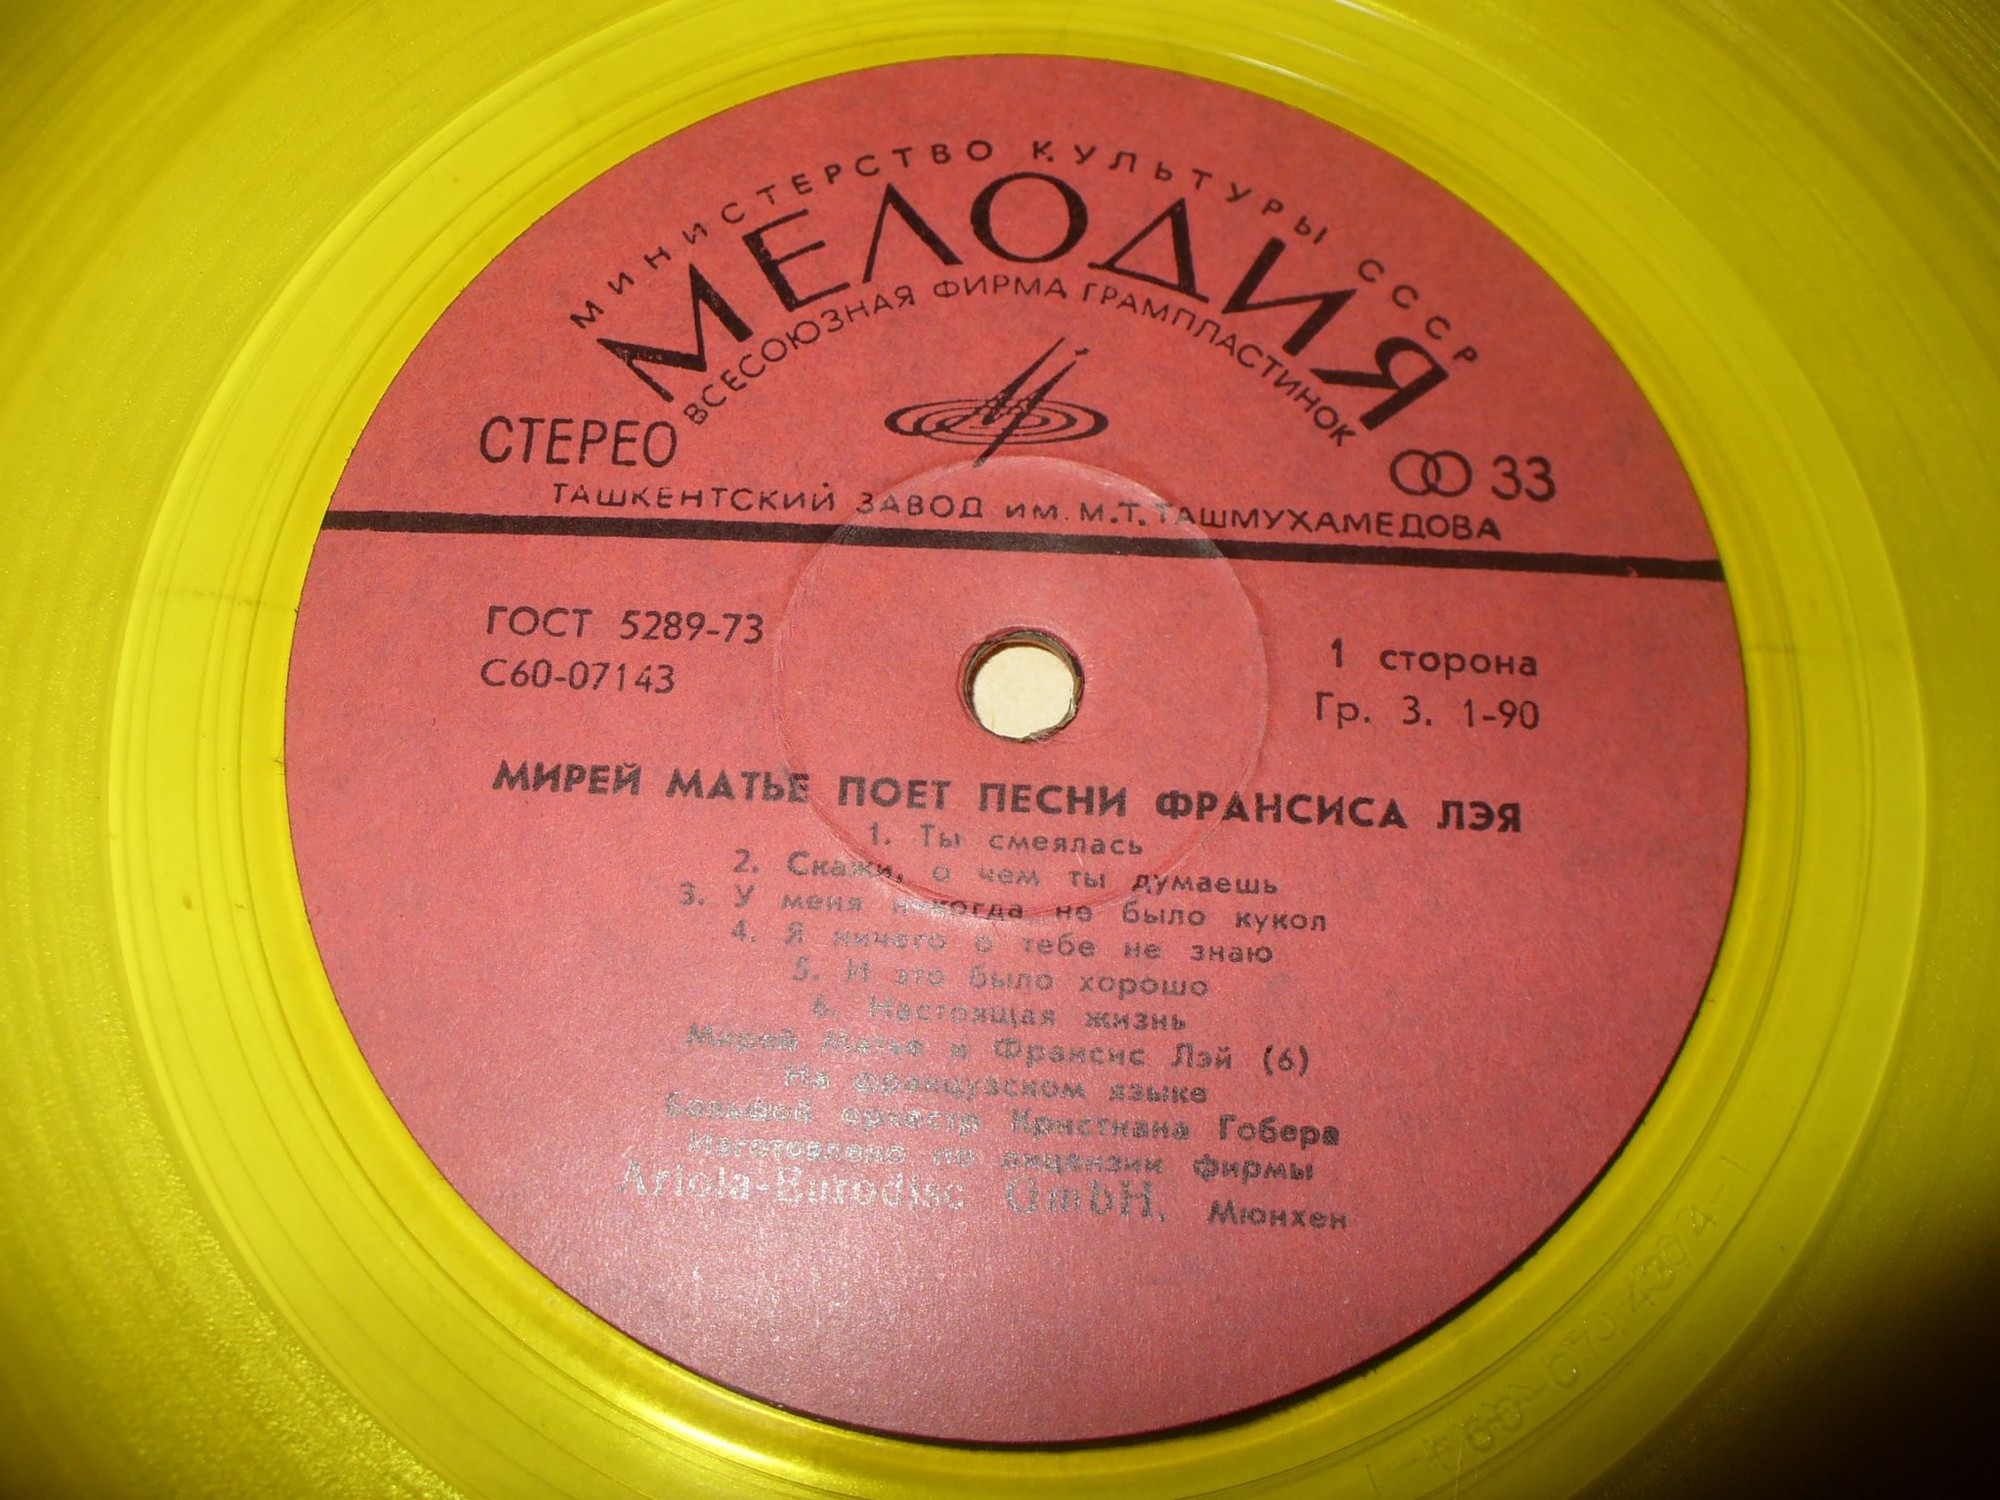 МИНИСТЕРСТВО КУЛЬТУРЫ СССР
МЕЛОДИЯ
ВСЕСОЮЗНАЯ ФИРМА ГРАМПЛАСТИНОК
СТЕРЕО
33
ТАШКЕНТСКИЙ ЗАВОД ИМ. М.Т. ТАШМУХАМЕДОВА
ГОСТ 5289-73
С60-07143
1 сторона
Гр. 3. 1-90
МИРЕЙ МАТЬЕ ПОЕТ ПЕСНИ ФРАНСИСА ЛЭЯ
1. Ты смеялась
2. Скажи, о чем ты думаешь
3. У меня никогда не было кукол
4. Я ничего о тебе не знаю
5. И это было хорошо
6. Настоящая жизнь
Мирей Матье и Франсис Лэй (6)
На французском языке
Большой оркестр Кристиана Гобера
Изготовлено по лицензии фирмы
Ariola-Eurodisc GmbH, Мюнхен